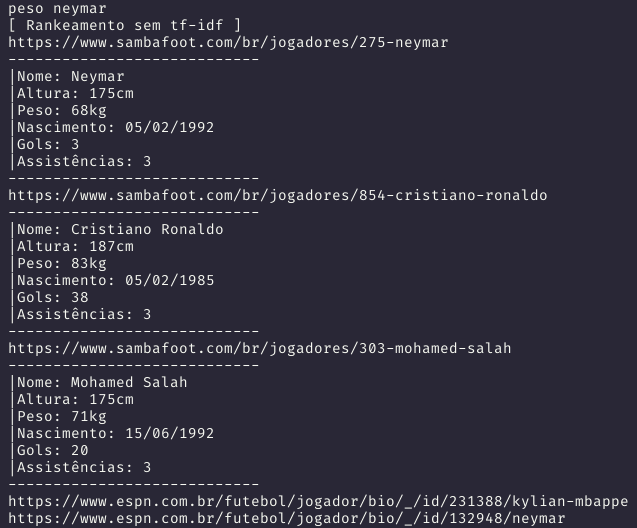 peso neymar
[ Rankeamento sem tf-idf ]
https://www.sambafoot.com/br/jogadores/275-neymar
----------------------------
|Nome: Neymar
|Altura: 175cm
|Peso: 68kg
|Nascimento: 05/02/1992
|Gols: 3
|Assistências: 3
----------------------------
https://www.sambafoot.com/br/jogadores/854-cristiano-ronaldo
----------------------------
|Nome: Cristiano Ronaldo
|Altura: 187cm
|Peso: 83kg
|Nascimento: 05/02/1985
|Gols: 38
|Assistências: 3
----------------------------
https://www.sambafoot.com/br/jogadores/303-mohamed-salah
----------------------------
|Nome: Mohamed Salah
|Altura: 175cm
|Peso: 71kg
|Nascimento: 15/06/1992
|Gols: 20
|Assistências: 3
----------------------------
https://www.espn.com.br/futebol/jogador/bio/_/id/231388/kylian-mbappe
https://www.espn.com.br/futebol/jogador/bio/_/id/132948/neymar